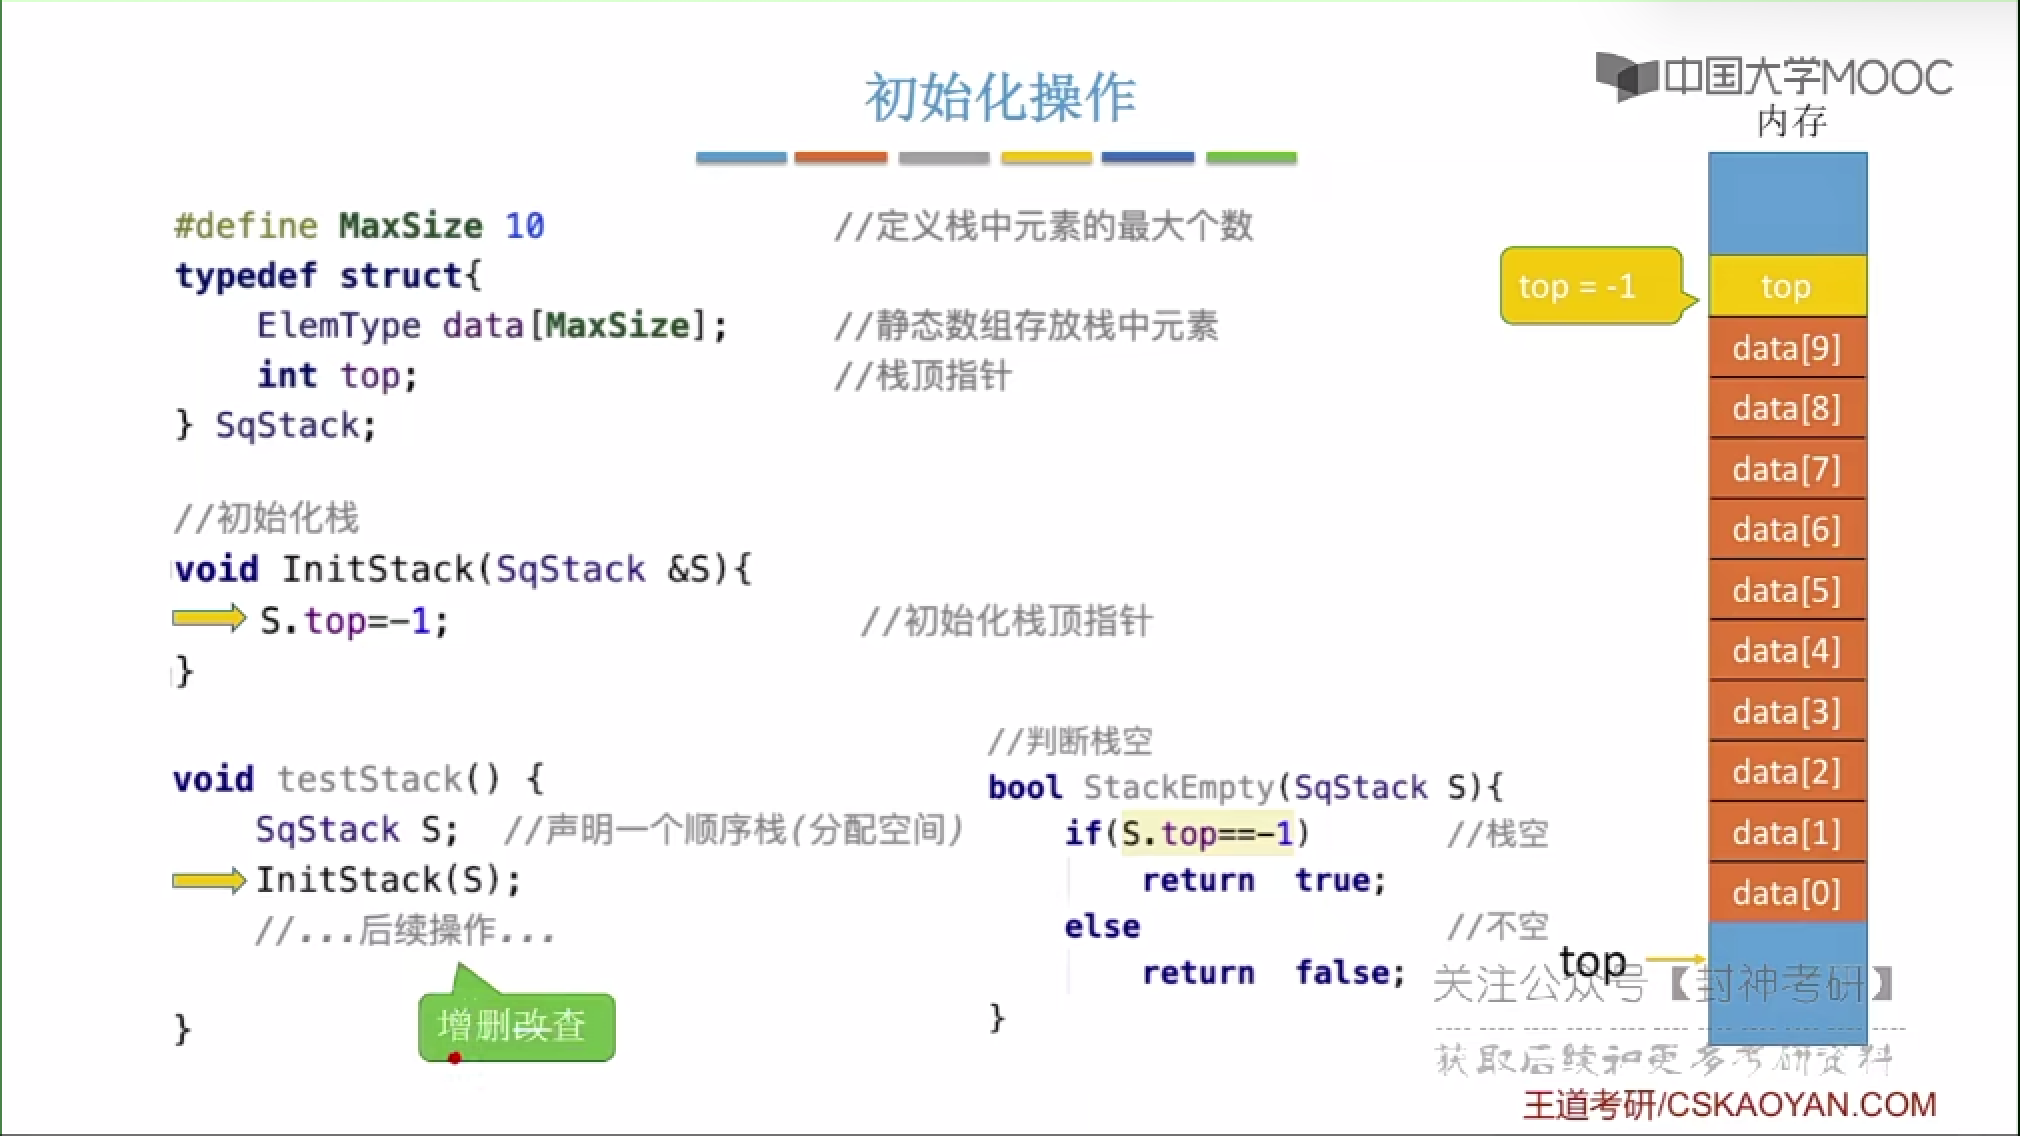 中国大学MOOC
初始化操作
内存
#define MaxSize 10 //定义栈中元素的最大个数
typedef struct{
ElemType data[MaxSize]; //静态数组存放栈中元素
int top; //栈顶指针
} SqStack;
//初始化栈
void InitStack(SqStack &S){
S.top=-1; //初始化栈顶指针
}
void testStack() {
SqStack S; //声明一个顺序栈(分配空间)
InitStack(S);
//...后续操作...
}
增删改查
//判断栈空
bool StackEmpty(SqStack S){
if(S.top==-1) //栈空
return true;
else //不空
return false;
}
top = -1
top
data[9]
data[8]
data[7]
data[6]
data[5]
data[4]
data[3]
data[2]
data[1]
data[0]
top
关注公众号【封神考研】
获取后续和更多考研资料
王道考研/CSKAOYAN.COM